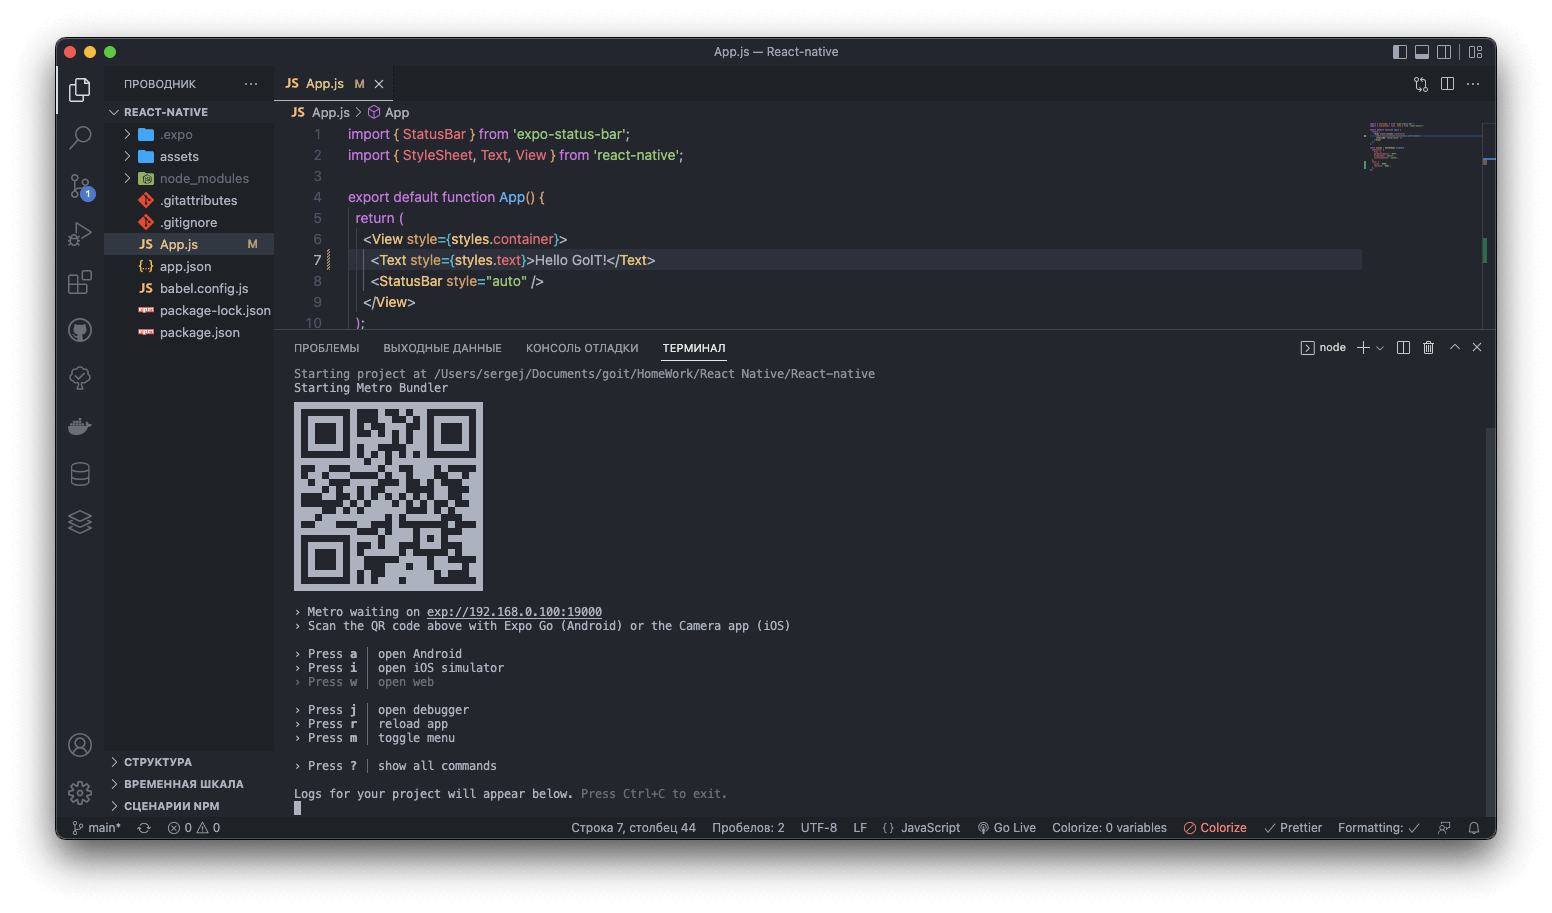 App.js — React-native
ПРОВОДНИК
JS App.js M
REACT-NATIVE
JS App.js > App
.expo
assets
node_modules
.gitattributes
.gitignore
JS App.js M
{..} app.json
JS babel.config.js
package-lock.json
package.json
1
1 import { StatusBar } from 'expo-status-bar';
2 import { StyleSheet, Text, View } from 'react-native';
3
4 export default function App() {
5 return (
6 <View style={styles.container}>
7 <Text style={styles.text}>Hello GoIT!</Text>
8 <StatusBar style="auto" />
9 </View>
10 );
ПРОБЛЕМЫ ВЫХОДНЫЕ ДАННЫЕ КОНСОЛЬ ОТЛАДКИ ТЕРМИНАЛ node
Starting project at /Users/sergej/Documents/goit/HomeWork/React Native/React-native
Starting Metro Bundler
› Metro waiting on exp://192.168.0.100:19000
› Scan the QR code above with Expo Go (Android) or the Camera app (iOS)
› Press a │ open Android
› Press i │ open iOS simulator
› Press w │ open web
› Press j │ open debugger
› Press r │ reload app
› Press m │ toggle menu
› Press ? │ show all commands
Logs for your project will appear below. Press Ctrl+C to exit.
СТРУКТУРА
ВРЕМЕННАЯ ШКАЛА
СЦЕНАРИИ NPM
main* 0 0 Строка 7, столбец 44 Пробелов: 2 UTF-8 LF {} JavaScript Go Live Colorize: 0 variables Colorize Prettier Formatting: ✓